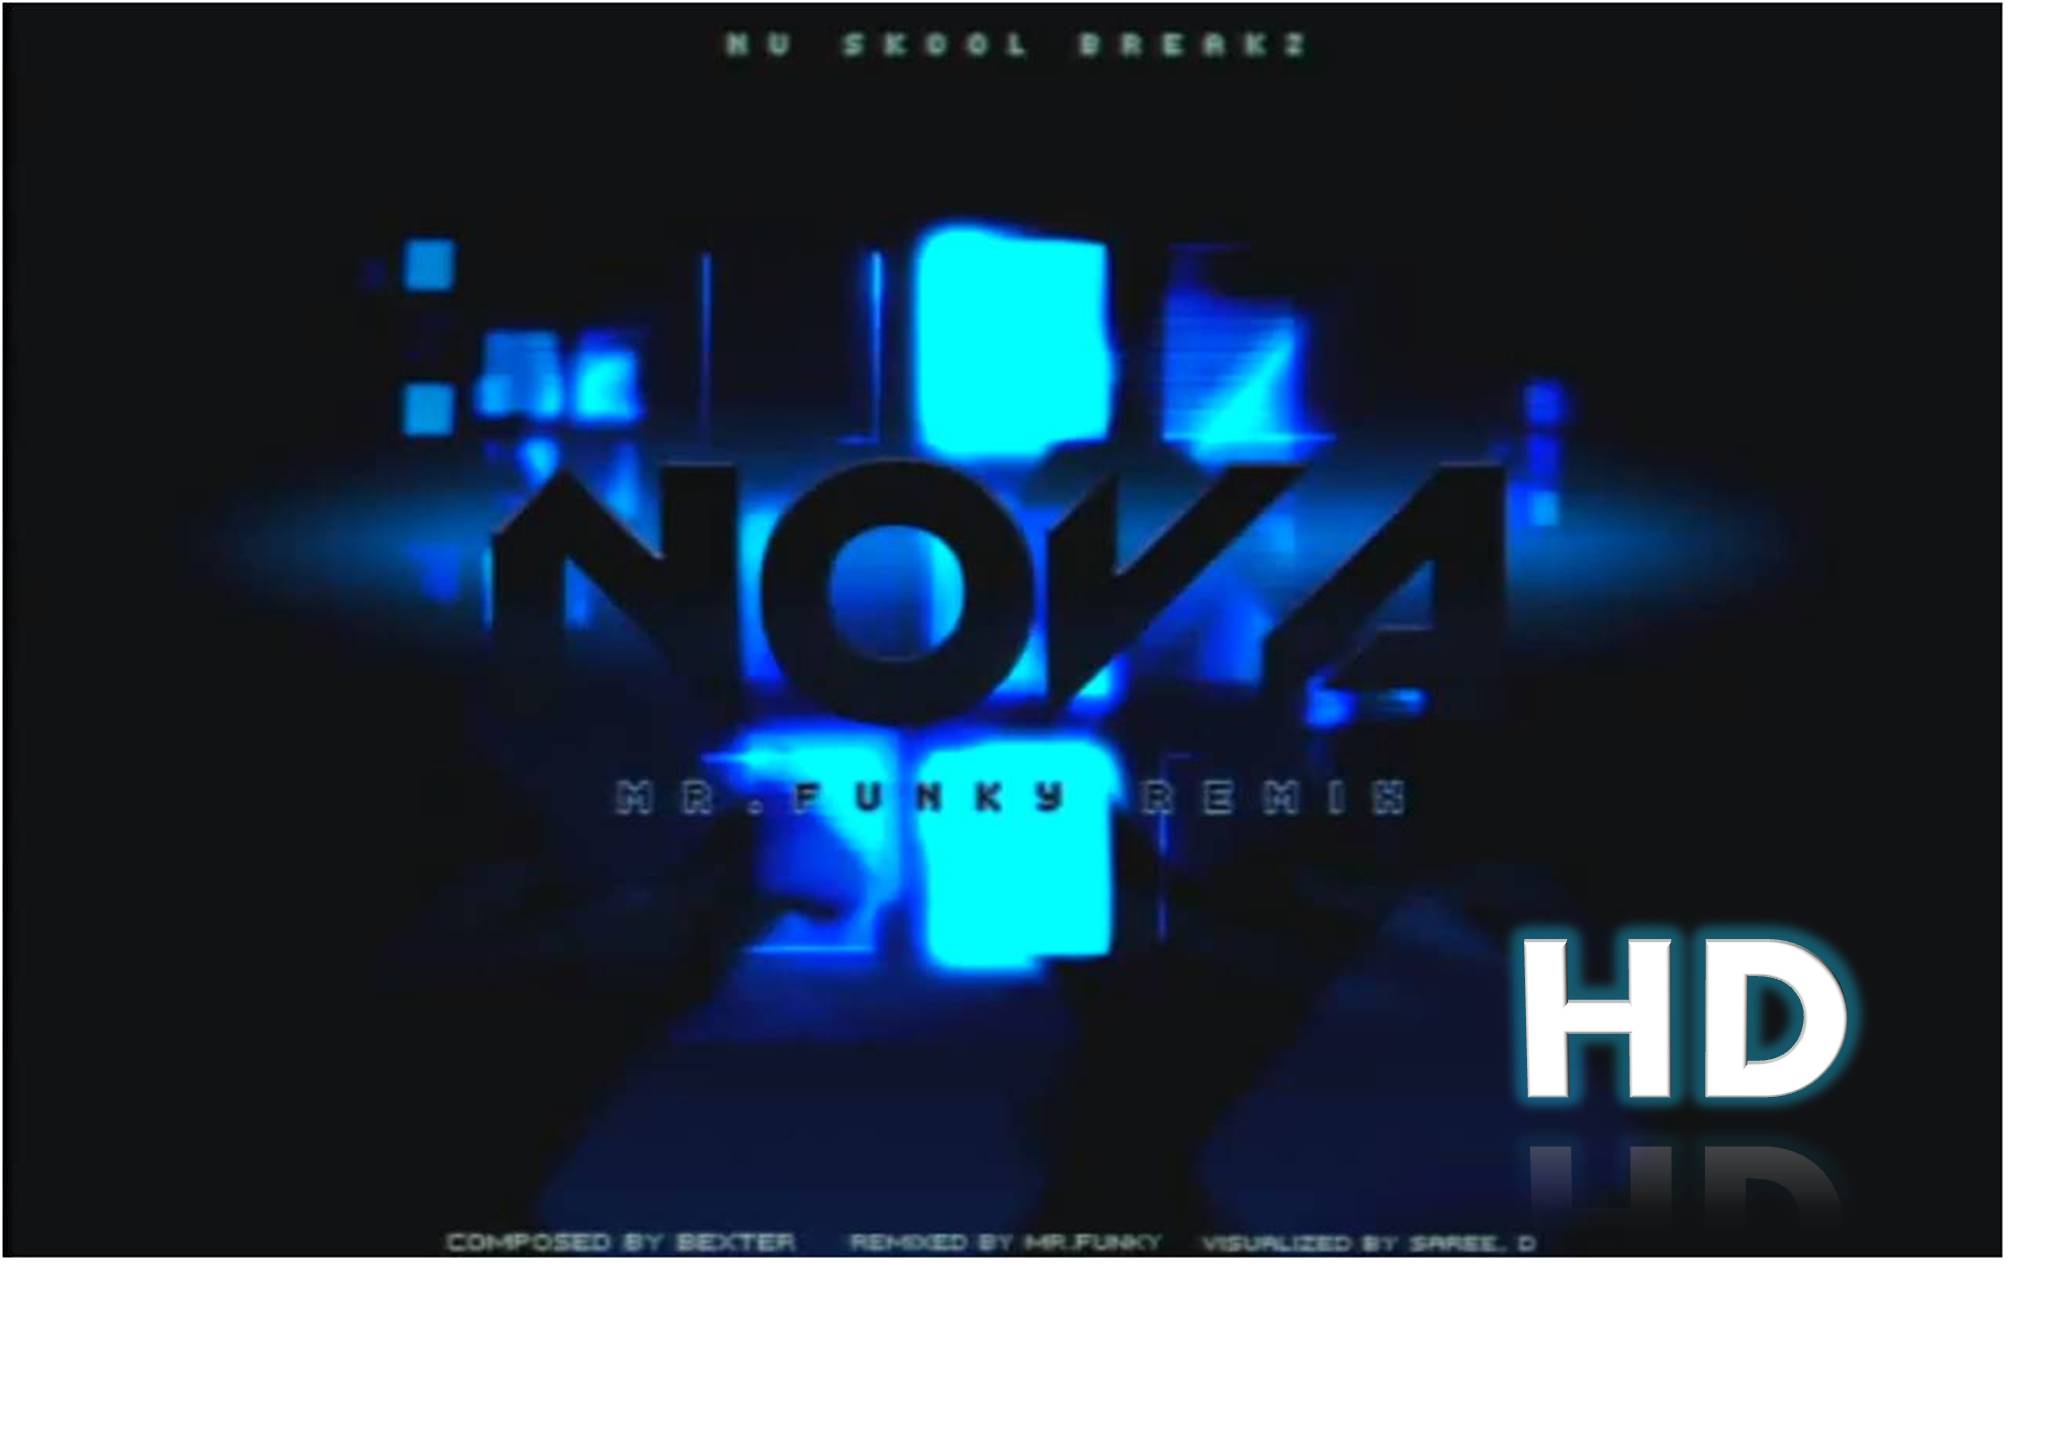 NU SKOOL BREAKZ
NOVA
MR.FUNKY REMIX
HD
COMPOSED BY BEXTER REMIXED BY MR.FUNKY VISUALIZED BY SAREE. D